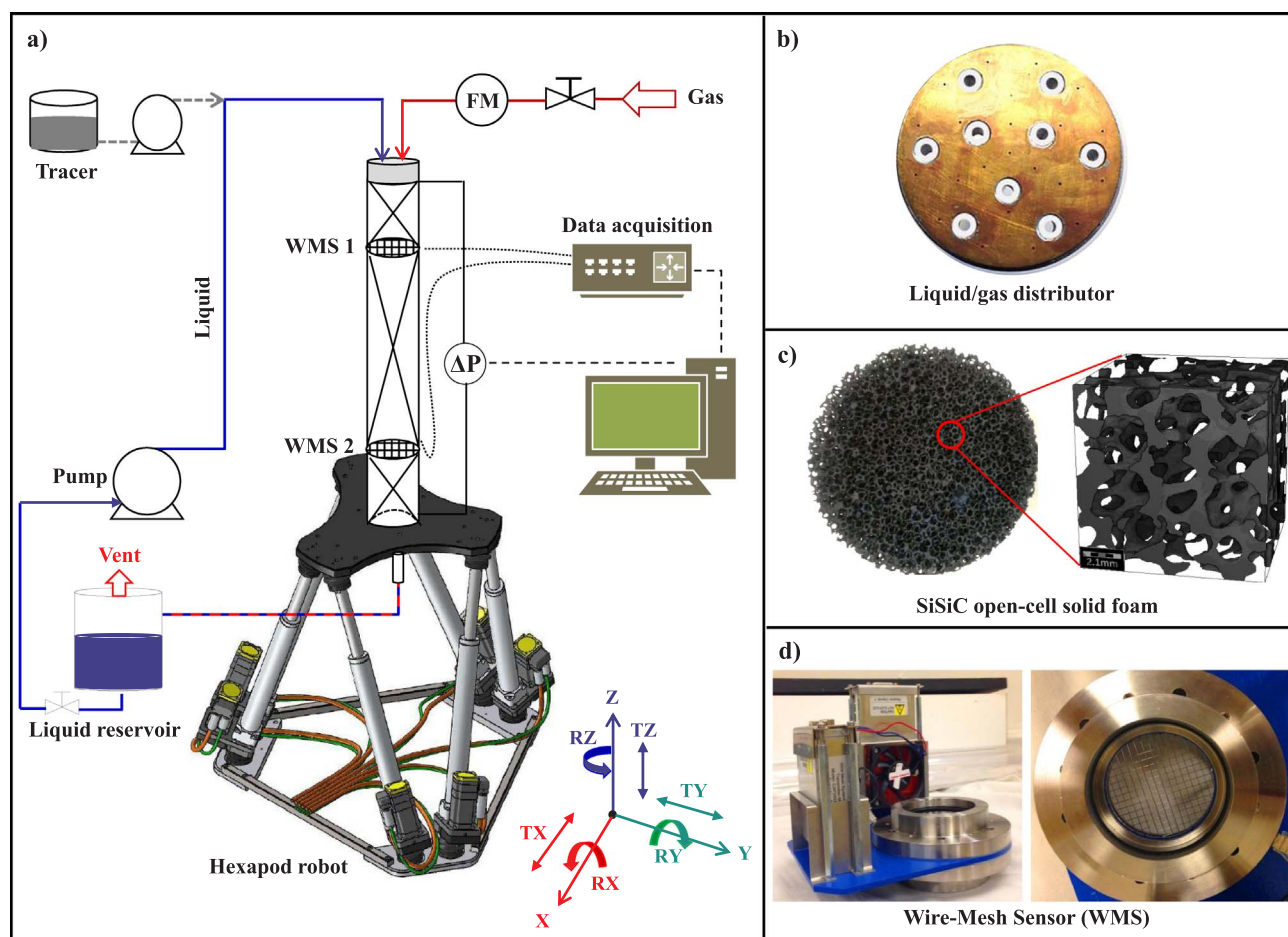 a)
FM
Gas
Tracer
Data acquisition
WMS 1
Liquid
ΔP
WMS 2
Pump
Vent
Liquid reservoir
Hexapod robot
Z
RZ
TZ
TY
TX
RY
Y
RX
X
b)
Liquid/gas distributor
c)
2.1mm
SiSiC open-cell solid foam
d)
Wire-Mesh Sensor (WMS)